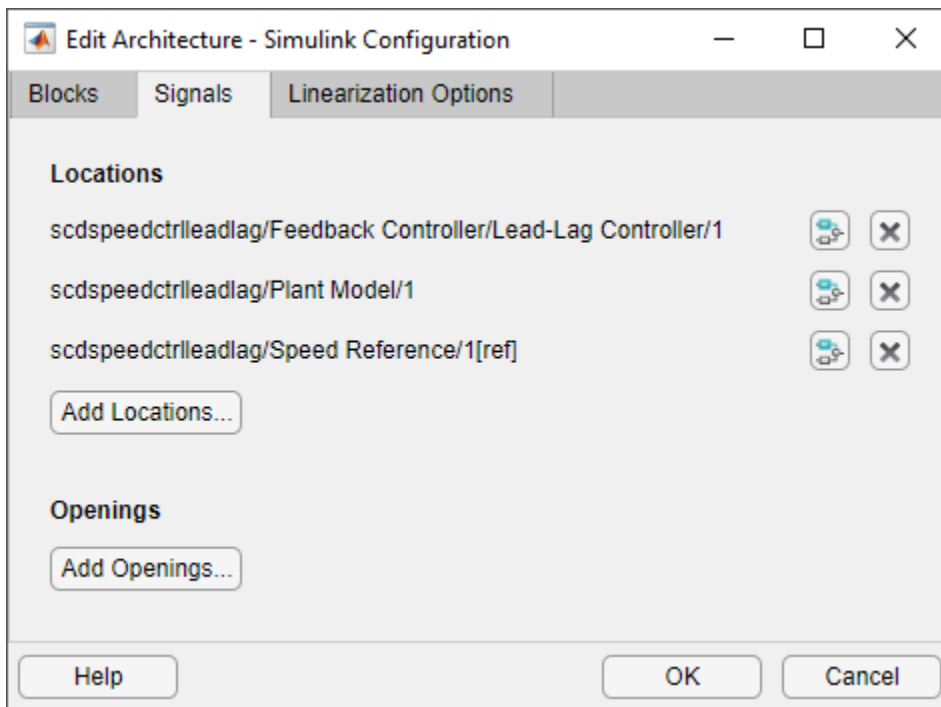 Edit Architecture - Simulink Configuration
Blocks Signals Linearization Options
Locations
scdspeedctrlleadlag/Feedback Controller/Lead-Lag Controller/1
scdspeedctrlleadlag/Plant Model/1
scdspeedctrlleadlag/Speed Reference/1[ref]
Add Locations...
Openings
Add Openings...
Help OK Cancel